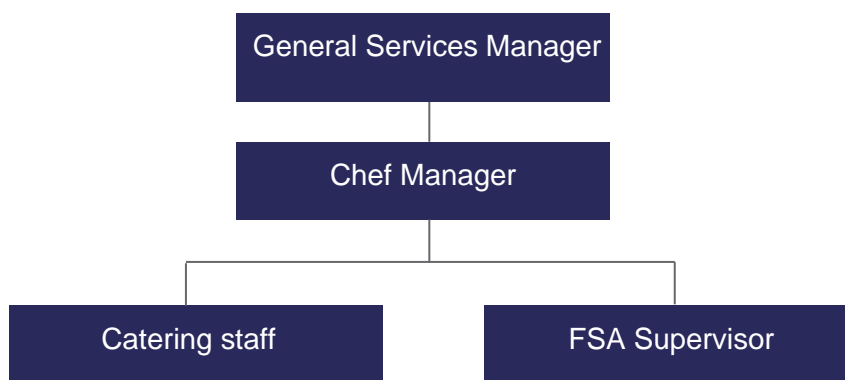 General Services Manager
Chef Manager
Catering staff
FSA Supervisor